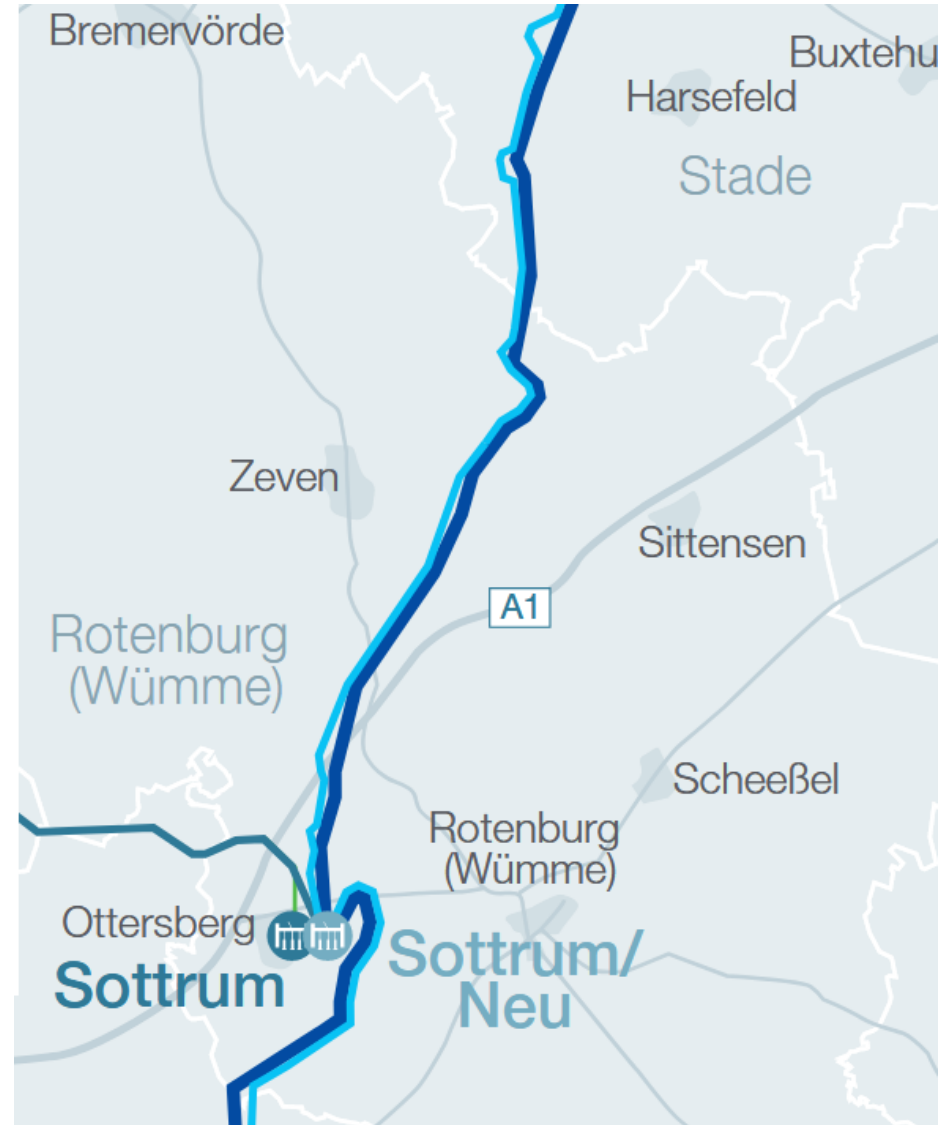 Bremervörde
Buxtehu
Harsefeld
Stade
Zeven
Sittensen
A1
Rotenburg
(Wümme)
Scheeßel
Rotenburg
(Wümme)
Ottersberg
Sottrum
Sottrum/
Neu